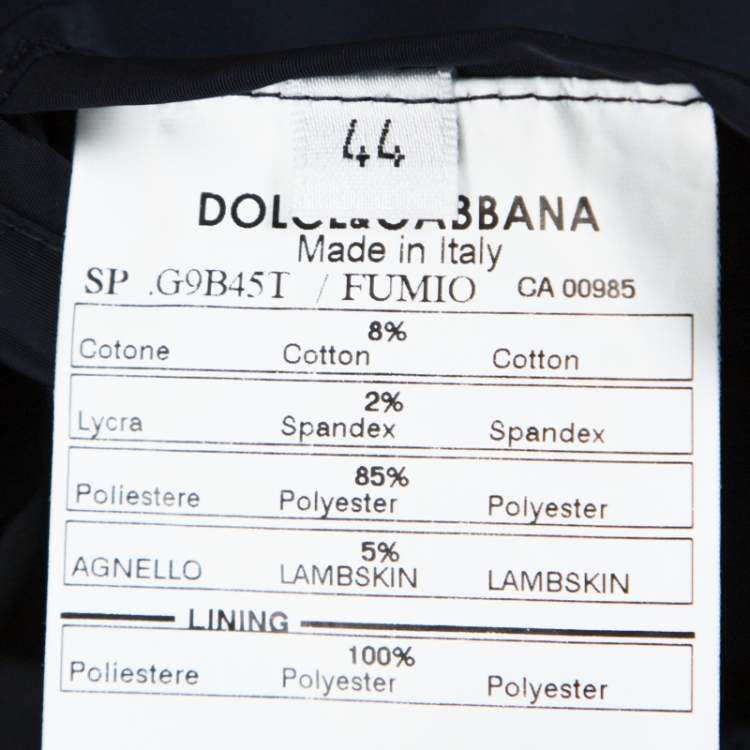 44
DOLCE&GABBANA
Made in Italy
SP .G9B45T / FUMIO CA 00985
8%
Cotone Cotton Cotton
2%
Lycra Spandex Spandex
85%
Poliestere Polyester Polyester
5%
AGNELLO LAMBSKIN LAMBSKIN
LINING
100%
Poliestere Polyester Polyester